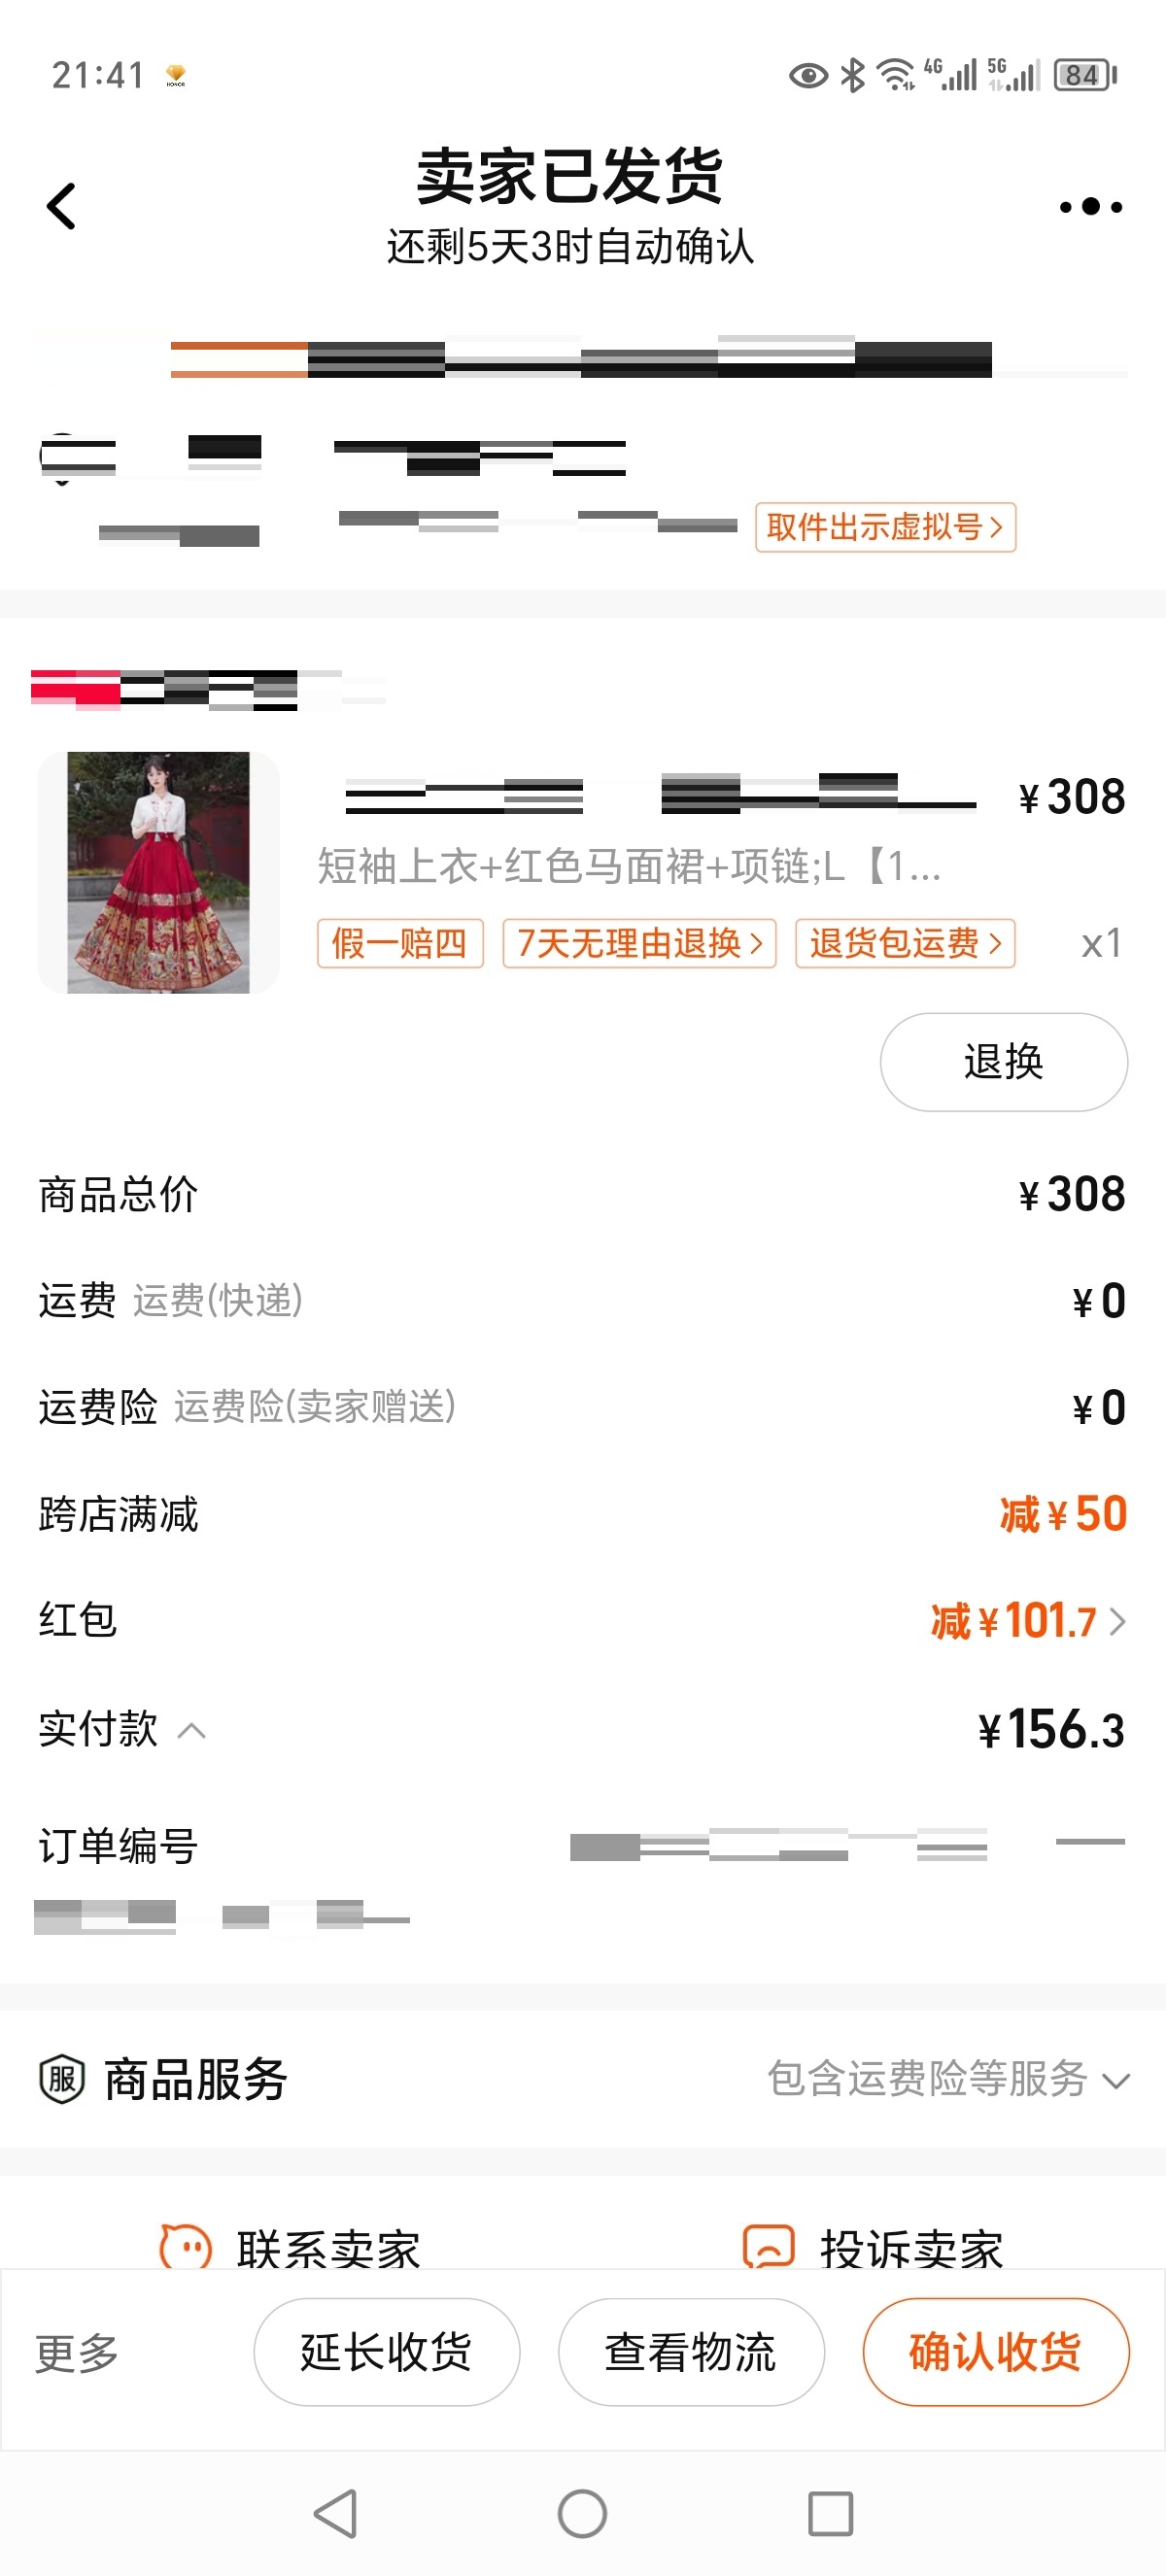 21:41
4G 5G 84
卖家已发货
还剩5天3时自动确认
取件出示虚拟号
¥308
短袖上衣+红色马面裙+项链;L【1...
假一赔四 7天无理由退换 退货包运费 x1
退换
商品总价 ¥308
运费 运费(快递) ¥0
运费险 运费险(卖家赠送) ¥0
跨店满减 减¥50
红包 减¥101.7
实付款 ¥156.3
订单编号
服 商品服务 包含运费险等服务
联系卖家 投诉卖家
更多 延长收货 查看物流 确认收货